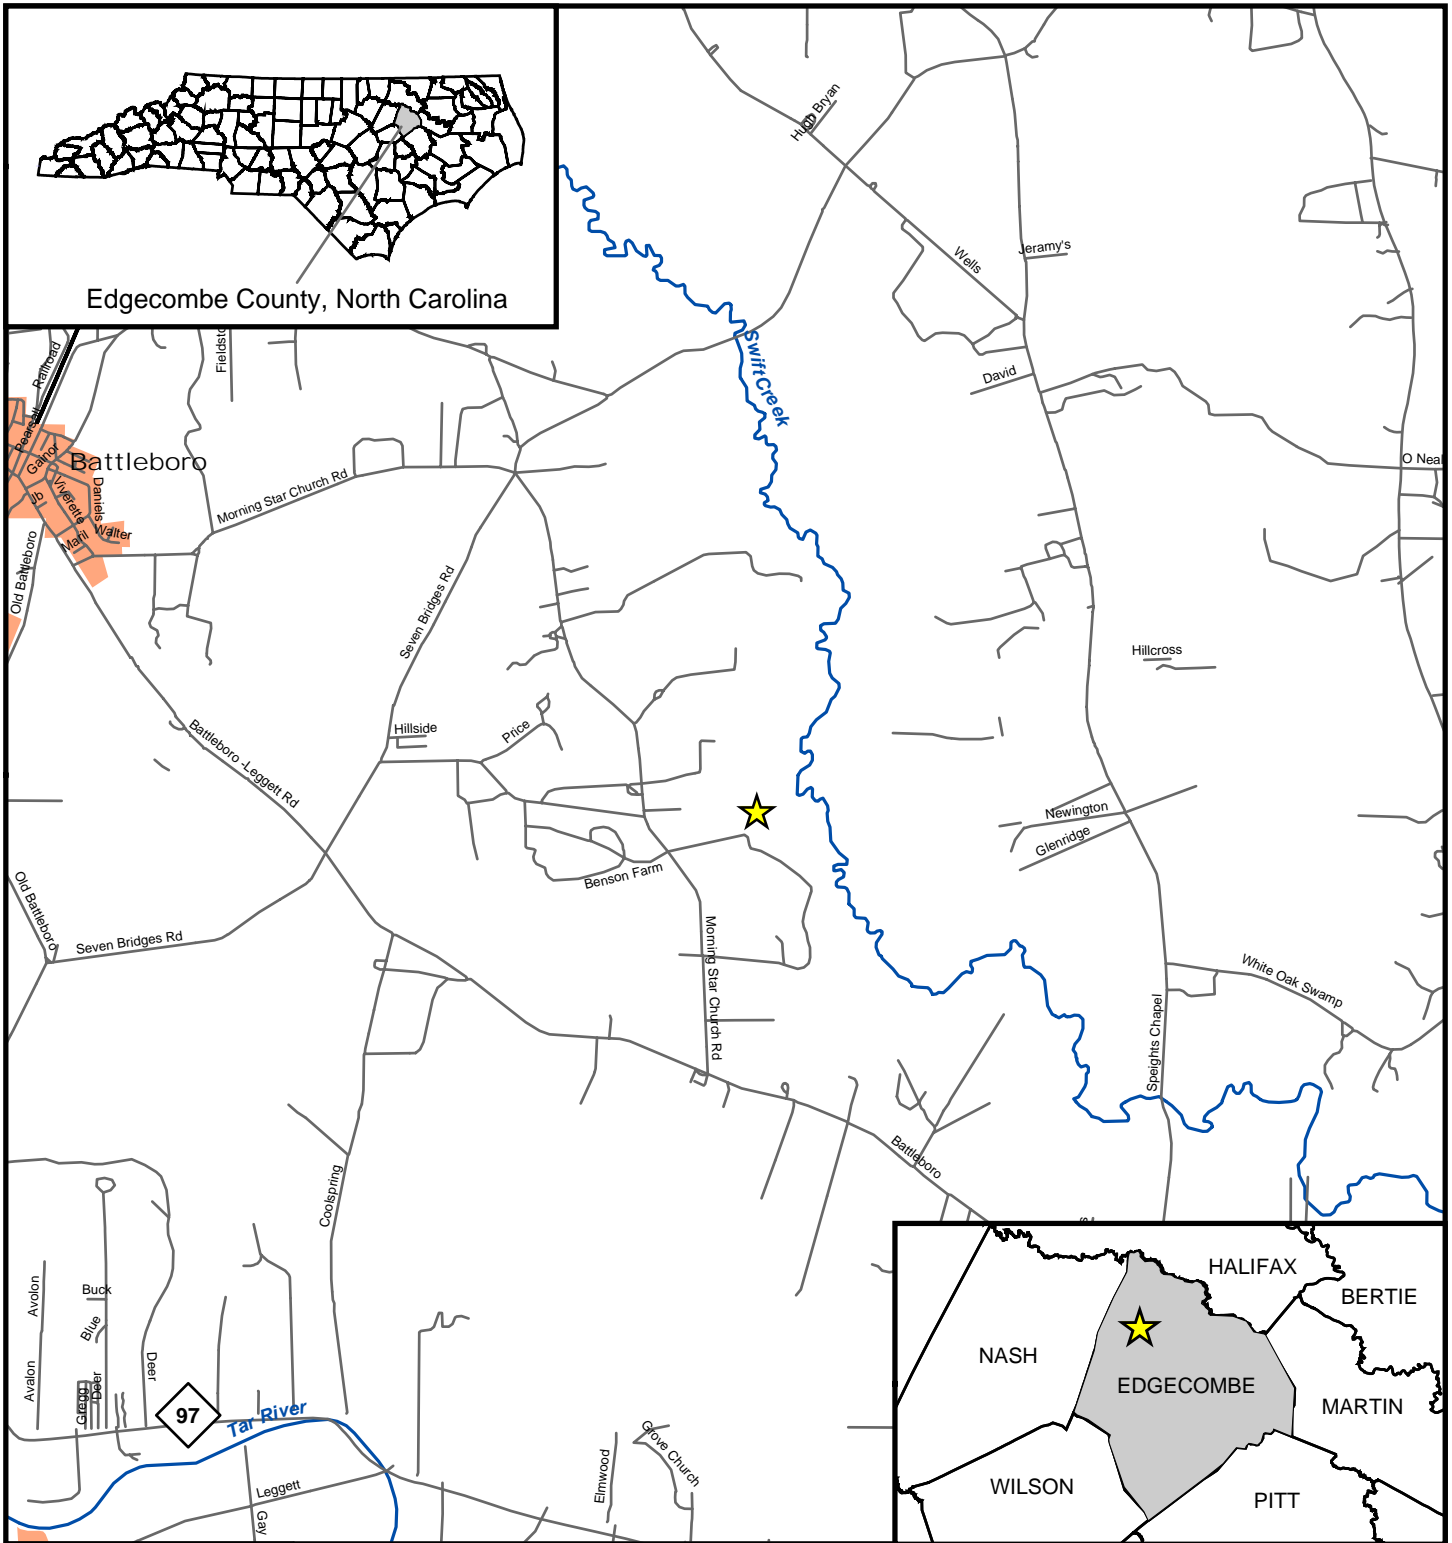 Edgecombe County, North Carolina
Hugh Bryan
Wells
Jeramy's
Swift Creek
David
O Neal
Railroad
Fieldsto
Pearsall
Gainor
Battleboro
Jb
Viverette
Daniels
Walter
Maril
Morning Star Church Rd
Old Battleboro
Seven Bridges Rd
Hillcross
Hillside
Price
Battleboro -Leggett Rd
Newington
Glenridge
Benson Farm
Old Battleboro
Seven Bridges Rd
Morning Star Church Rd
White Oak Swamp
Speights Chapel
Battleboro
Coolspring
Avolon
Buck
Blue
Avalon
Deer
Deer
Gregg
97
Tar River
Leggett
Gay
Elmwood
Grove Church
HALIFAX
BERTIE
NASH
EDGECOMBE
MARTIN
WILSON
PITT